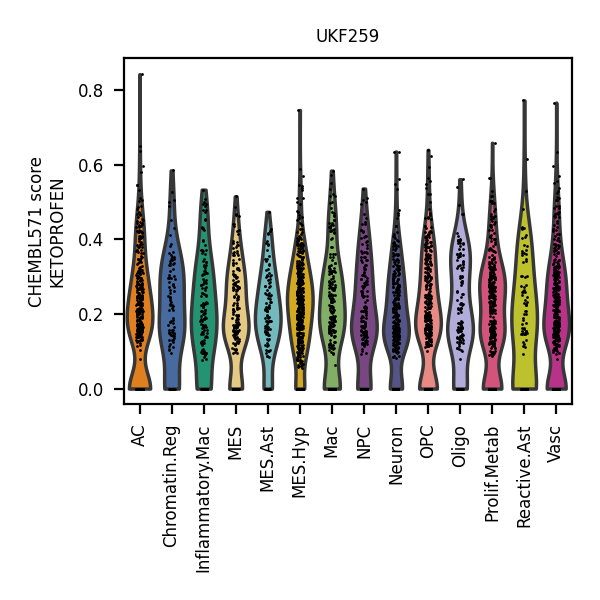 UKF259
CHEMBL571 score
KETOPROFEN
0.8
0.6
0.4
0.2
0.0
AC
Chromatin.Reg
Inflammatory.Mac
MES
MES.Ast
MES.Hyp
Mac
NPC
Neuron
OPC
Oligo
Prolif.Metab
Reactive.Ast
Vasc